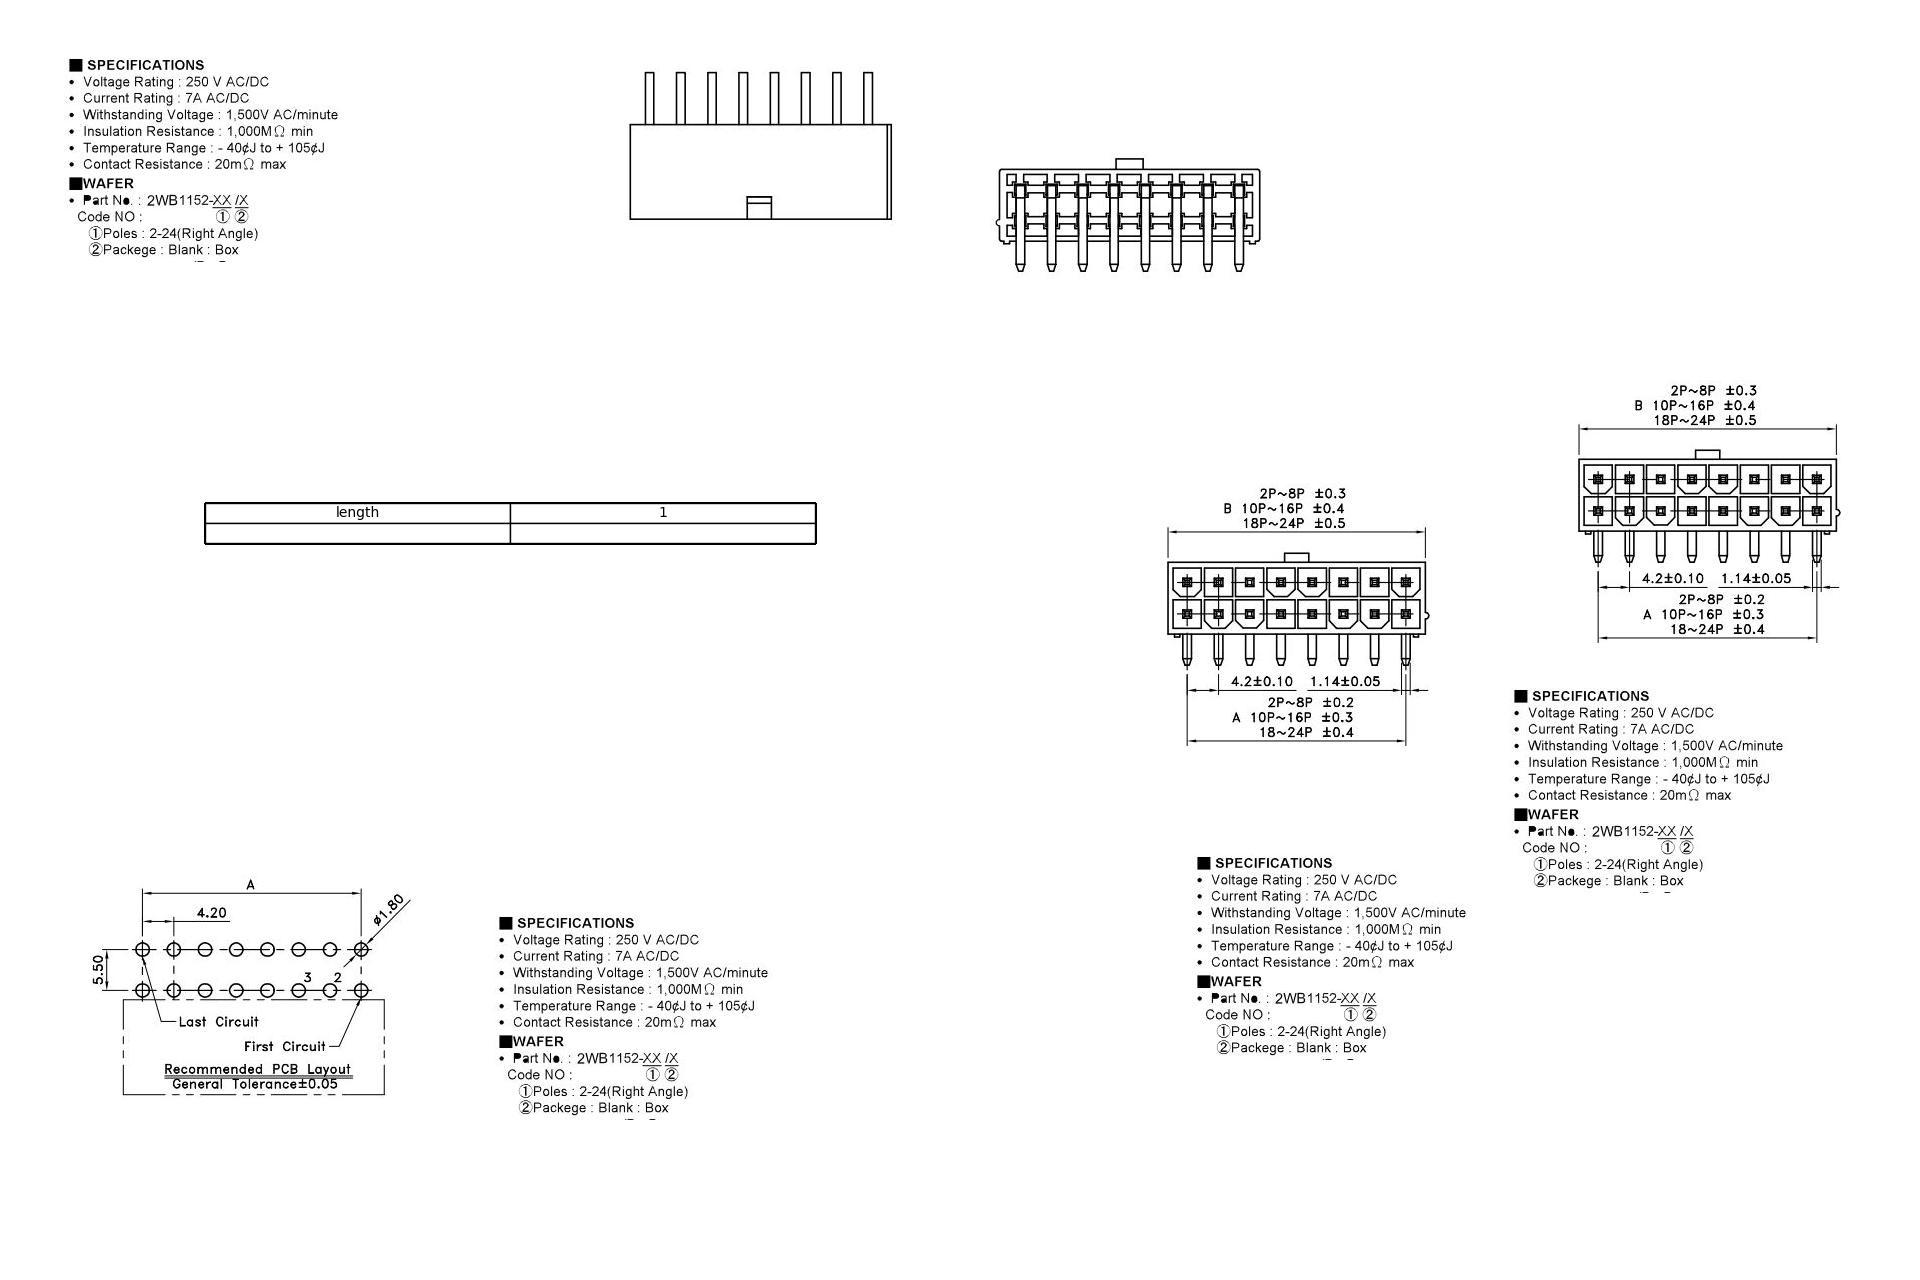 ■ SPECIFICATIONS
• Voltage Rating : 250 V AC/DC
• Current Rating : 7A AC/DC
• Withstanding Voltage : 1,500V AC/minute
• Insulation Resistance : 1,000MΩ min
• Temperature Range : - 40¢J to + 105¢J
• Contact Resistance : 20mΩ max
■WAFER
• Part No. : 2WB1152-XX /X
Code NO : ① ②
①Poles : 2-24(Right Angle)
②Packege : Blank : Box
2P~8P ±0.3
B 10P~16P ±0.4
18P~24P ±0.5
4.2±0.10 1.14±0.05
2P~8P ±0.2
A 10P~16P ±0.3
18~24P ±0.4
length 1
2P~8P ±0.3
B 10P~16P ±0.4
18P~24P ±0.5
4.2±0.10 1.14±0.05
2P~8P ±0.2
A 10P~16P ±0.3
18~24P ±0.4
■ SPECIFICATIONS
• Voltage Rating : 250 V AC/DC
• Current Rating : 7A AC/DC
• Withstanding Voltage : 1,500V AC/minute
• Insulation Resistance : 1,000MΩ min
• Temperature Range : - 40¢J to + 105¢J
• Contact Resistance : 20mΩ max
■WAFER
• Part No. : 2WB1152-XX /X
Code NO : ① ②
①Poles : 2-24(Right Angle)
②Packege : Blank : Box
A
4.20
ø1.80
5.50
3 2
Last Circuit
First Circuit
Recommended PCB Layout
General Tolerance±0.05
■ SPECIFICATIONS
• Voltage Rating : 250 V AC/DC
• Current Rating : 7A AC/DC
• Withstanding Voltage : 1,500V AC/minute
• Insulation Resistance : 1,000MΩ min
• Temperature Range : - 40¢J to + 105¢J
• Contact Resistance : 20mΩ max
■WAFER
• Part No. : 2WB1152-XX /X
Code NO : ① ②
①Poles : 2-24(Right Angle)
②Packege : Blank : Box
■ SPECIFICATIONS
• Voltage Rating : 250 V AC/DC
• Current Rating : 7A AC/DC
• Withstanding Voltage : 1,500V AC/minute
• Insulation Resistance : 1,000MΩ min
• Temperature Range : - 40¢J to + 105¢J
• Contact Resistance : 20mΩ max
■WAFER
• Part No. : 2WB1152-XX /X
Code NO : ① ②
①Poles : 2-24(Right Angle)
②Packege : Blank : Box